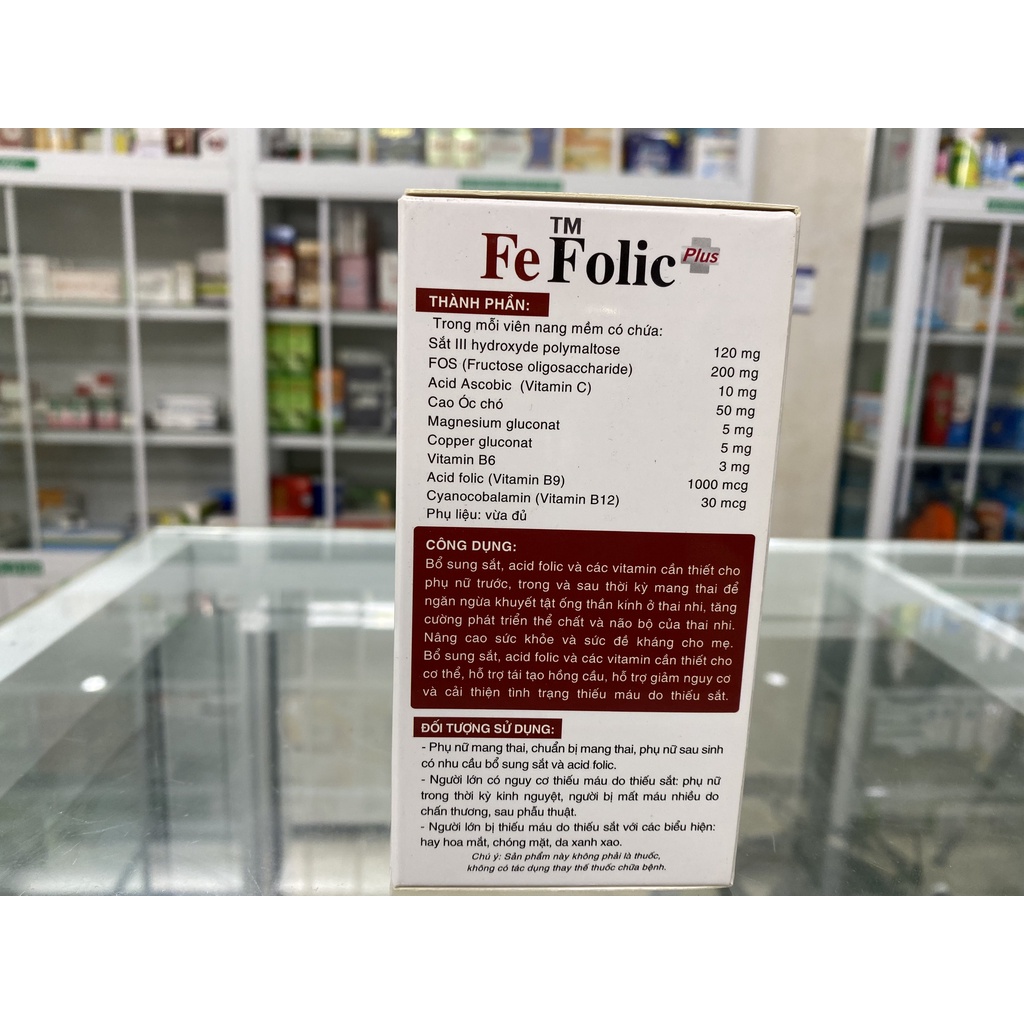 TM
FeFolic Plus
THÀNH PHẦN:
Trong mỗi viên nang mềm có chứa:
Sắt III hydroxyde polymaltose 120 mg
FOS (Fructose oligosaccharide) 200 mg
Acid Ascobic (Vitamin C) 10 mg
Cao Óc chó 50 mg
Magnesium gluconat 5 mg
Copper gluconat 5 mg
Vitamin B6 3 mg
Acid folic (Vitamin B9) 1000 mcg
Cyanocobalamin (Vitamin B12) 30 mcg
Phụ liệu: vừa đủ
CÔNG DỤNG:
Bổ sung sắt, acid folic và các vitamin cần thiết cho
phụ nữ trước, trong và sau thời kỳ mang thai để
ngăn ngừa khuyết tật ống thần kinh ở thai nhi, tăng
cường phát triển thể chất và não bộ của thai nhi.
Nâng cao sức khỏe và sức đề kháng cho mẹ.
Bổ sung sắt, acid folic và các vitamin cần thiết cho
cơ thể, hỗ trợ tái tạo hồng cầu, hỗ trợ giảm nguy cơ
và cải thiện tình trạng thiếu máu do thiếu sắt.
ĐỐI TƯỢNG SỬ DỤNG:
- Phụ nữ mang thai, chuẩn bị mang thai, phụ nữ sau sinh
có nhu cầu bổ sung sắt và acid folic.
- Người lớn có nguy cơ thiếu máu do thiếu sắt: phụ nữ
trong thời kỳ kinh nguyệt, người bị mất máu nhiều do
chấn thương, sau phẫu thuật.
- Người lớn bị thiếu máu do thiếu sắt với các biểu hiện:
hay hoa mắt, chóng mặt, da xanh xao.
Chú ý: Sản phẩm này không phải là thuốc,
không có tác dụng thay thế thuốc chữa bệnh.